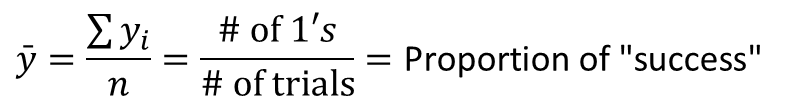 ȳ = ∑ yᵢ / n = # of 1's / # of trials = Proportion of "success"